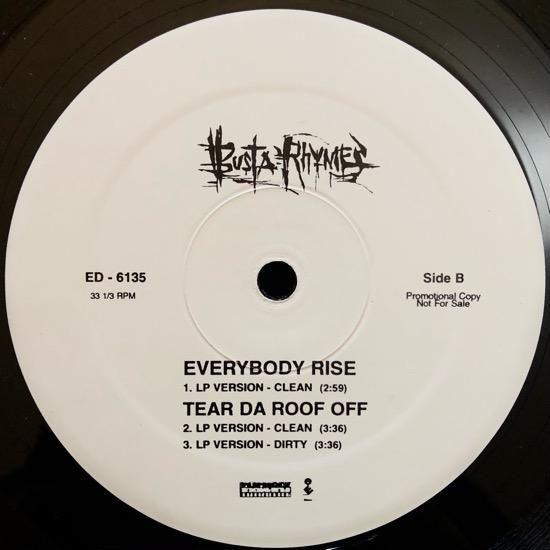 Busta Rhymes
ED - 6135
33 1/3 RPM
Side B
Promotional Copy
Not For Sale
EVERYBODY RISE
1. LP VERSION - CLEAN (2:59)
TEAR DA ROOF OFF
2. LP VERSION - CLEAN (3:36)
3. LP VERSION - DIRTY (3:36)